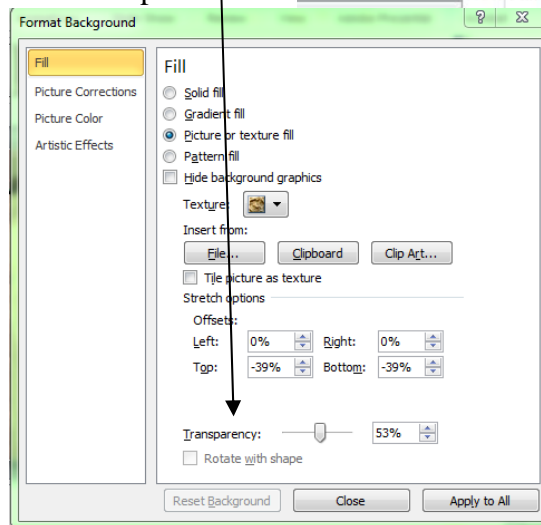 Format Background
Fill
Picture Corrections
Picture Color
Artistic Effects
Fill
Solid fill
Gradient fill
Picture or texture fill
Pattern fill
Hide background graphics
Texture:
Insert from:
File... Clipboard Clip Art...
Tile picture as texture
Stretch options
Offsets:
Left: 0% Right: 0%
Top: -39% Bottom: -39%
Transparency: 53%
Rotate with shape
Reset Background Close Apply to All